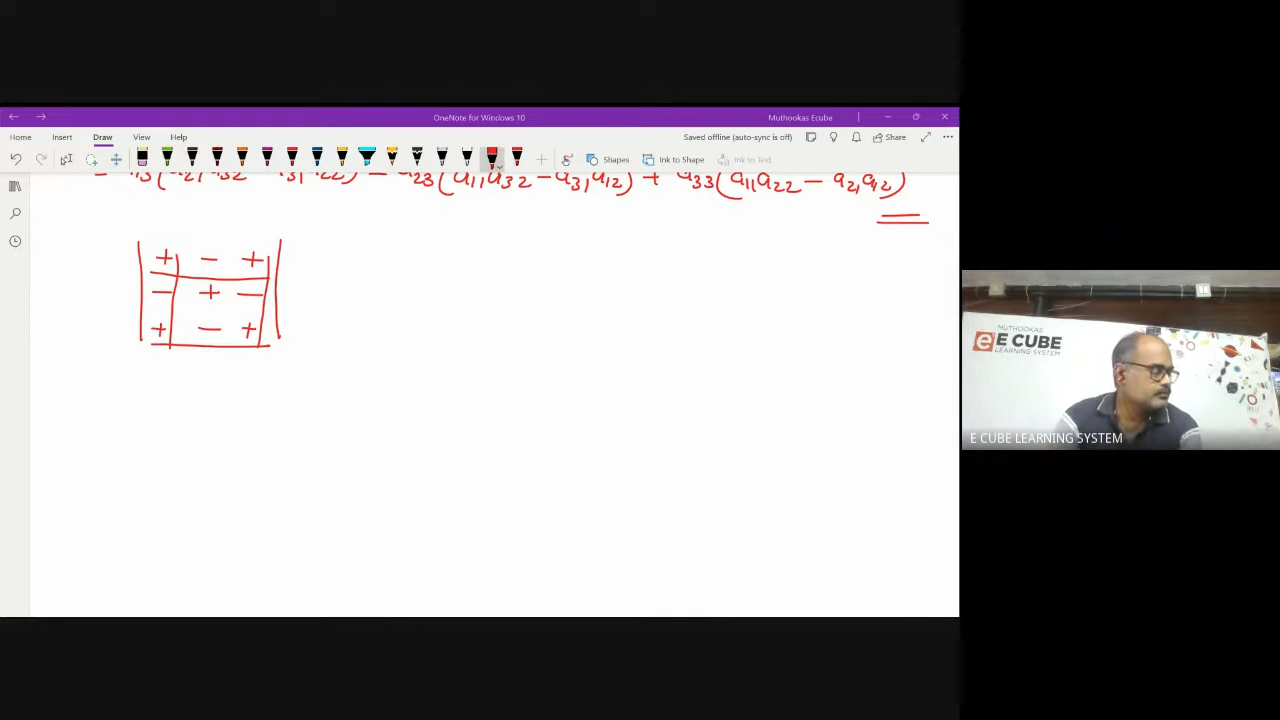 OneNote for Windows 10
Muthookas Ecube
Home Insert Draw View Help
Saved offline (auto-sync is off) Share
Shapes Ink to Shape Ink to Text
- a23(a11a32 - a31a12) + a33(a11a22 - a21a12)
+ - +
- + -
+ - +
MUTHOOKAS
e E CUBE
LEARNING SYSTEM
E CUBE LEARNING SYSTEM